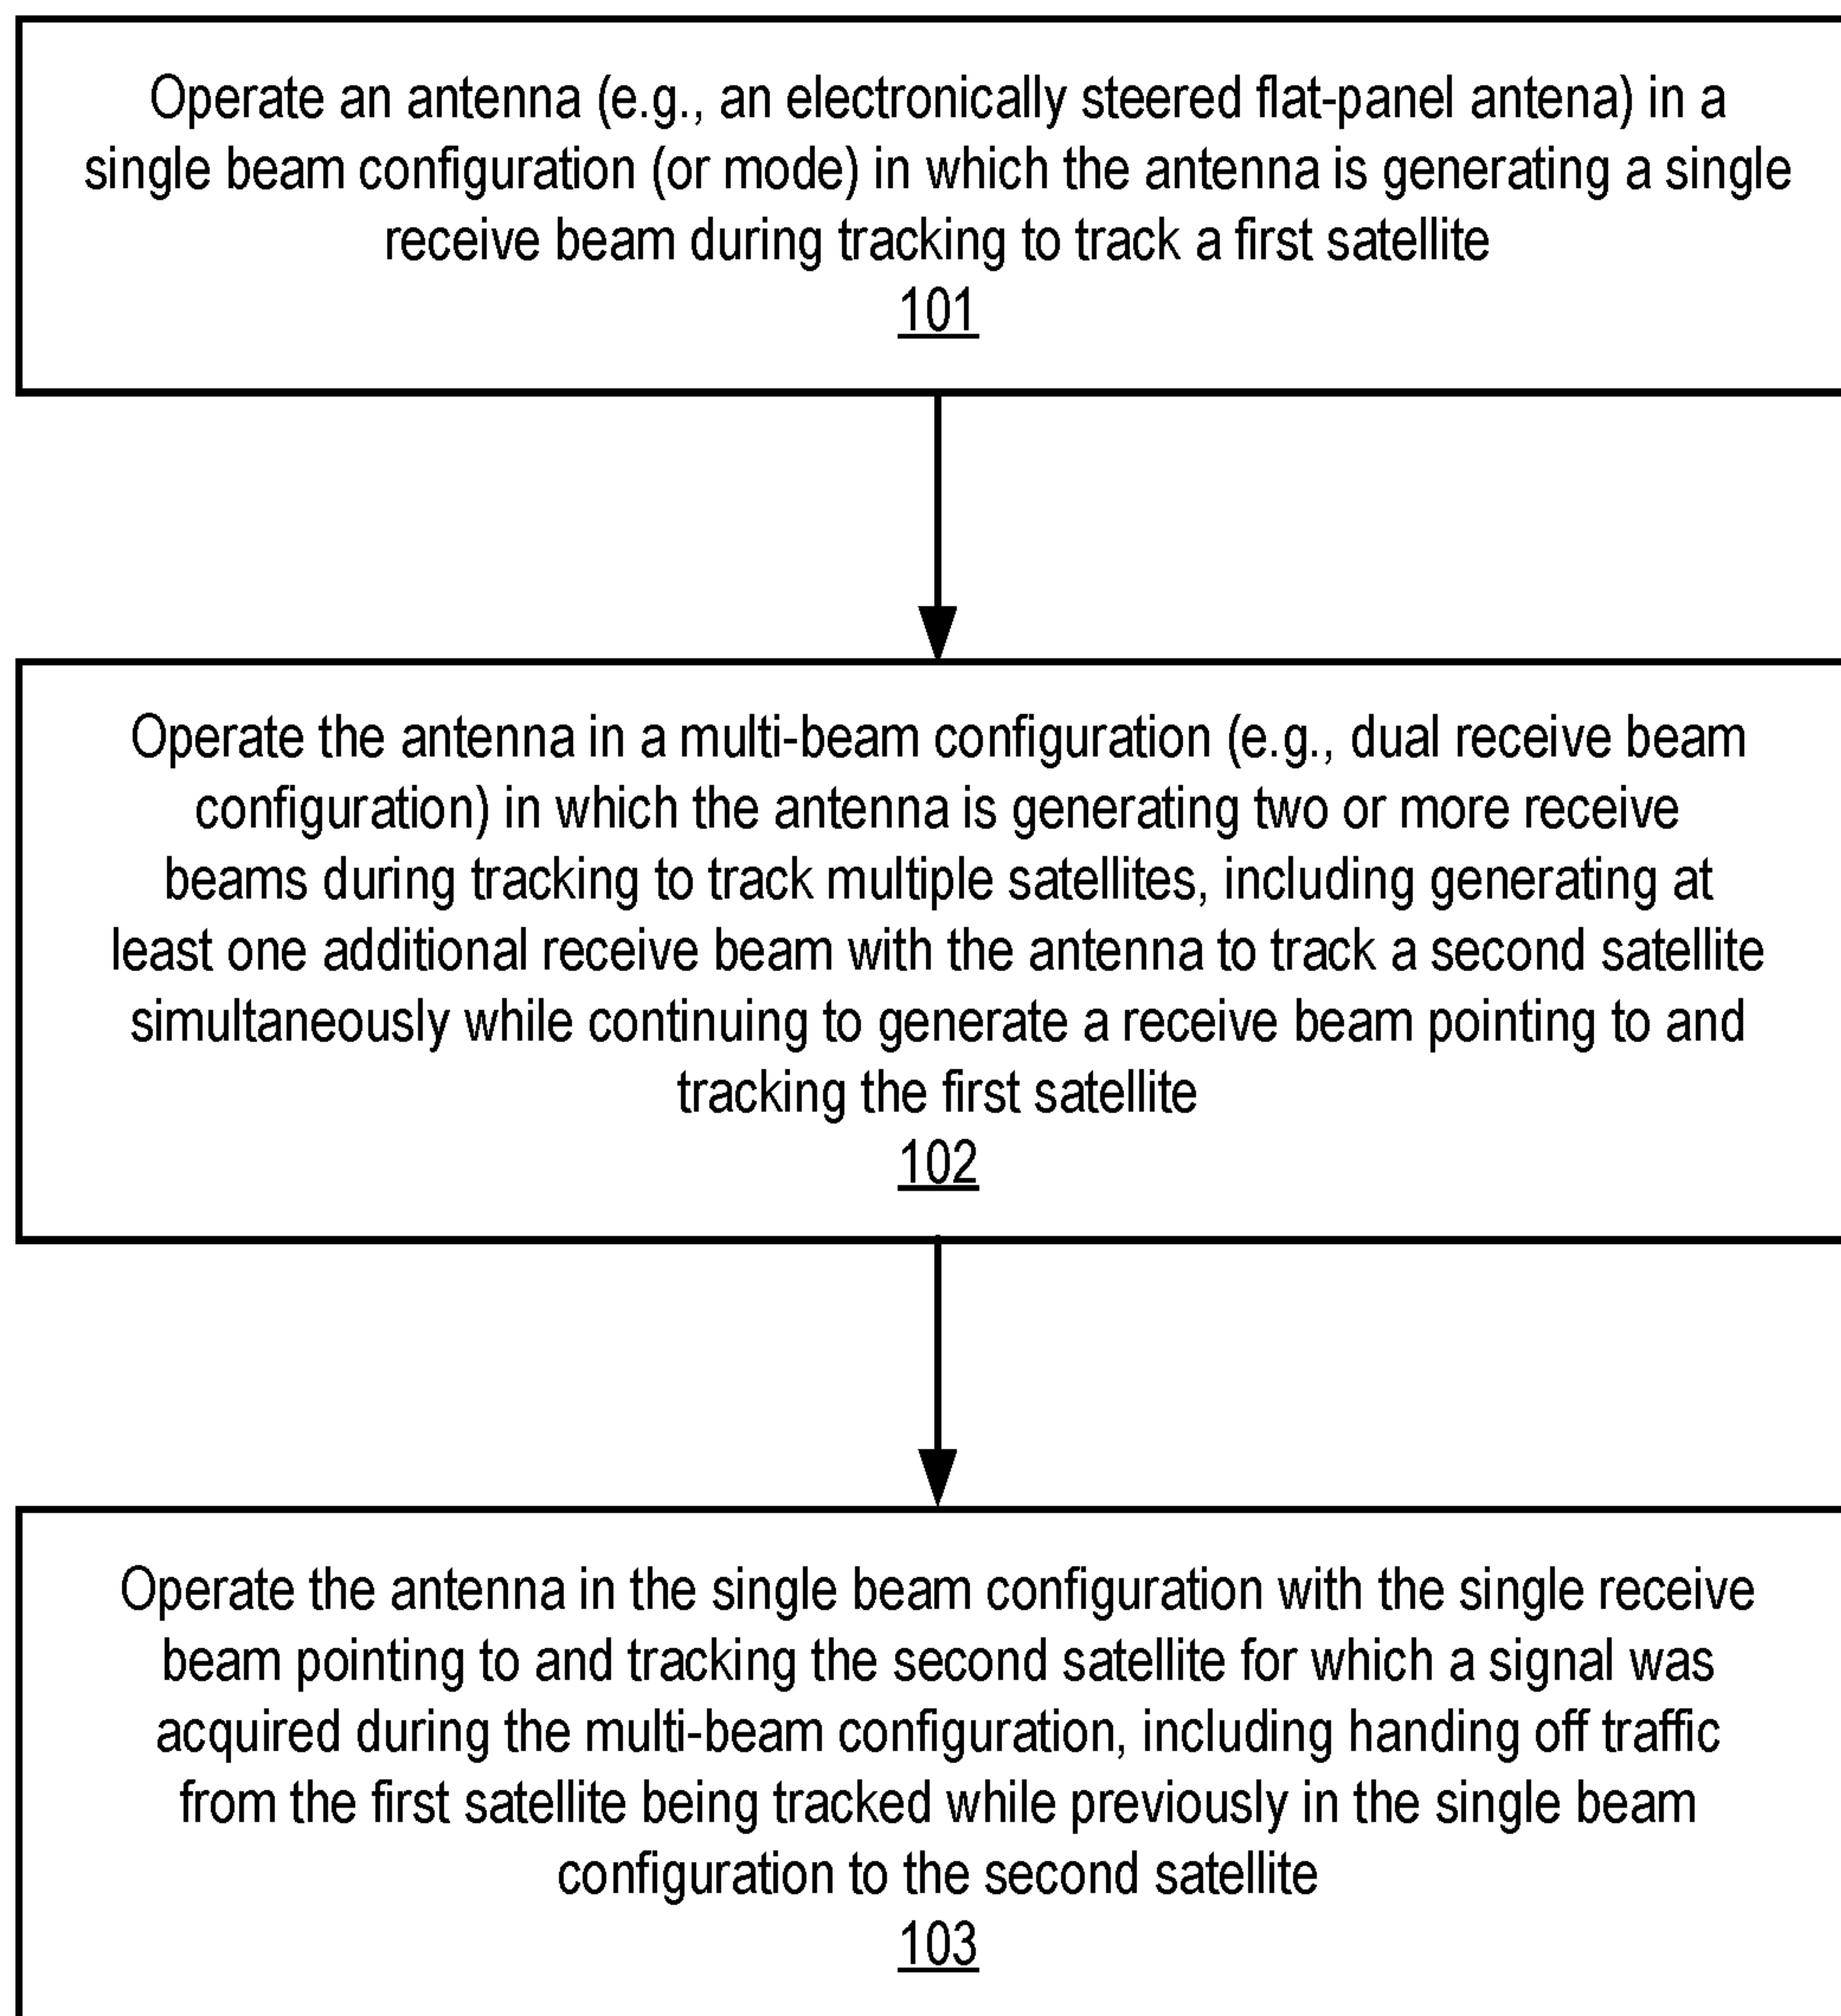 Operate an antenna (e.g., an electronically steered flat-panel antena) in a
single beam configuration (or mode) in which the antenna is generating a single
receive beam during tracking to track a first satellite
101
Operate the antenna in a multi-beam configuration (e.g., dual receive beam
configuration) in which the antenna is generating two or more receive
beams during tracking to track multiple satellites, including generating at
least one additional receive beam with the antenna to track a second satellite
simultaneously while continuing to generate a receive beam pointing to and
tracking the first satellite
102
Operate the antenna in the single beam configuration with the single receive
beam pointing to and tracking the second satellite for which a signal was
acquired during the multi-beam configuration, including handing off traffic
from the first satellite being tracked while previously in the single beam
configuration to the second satellite
103